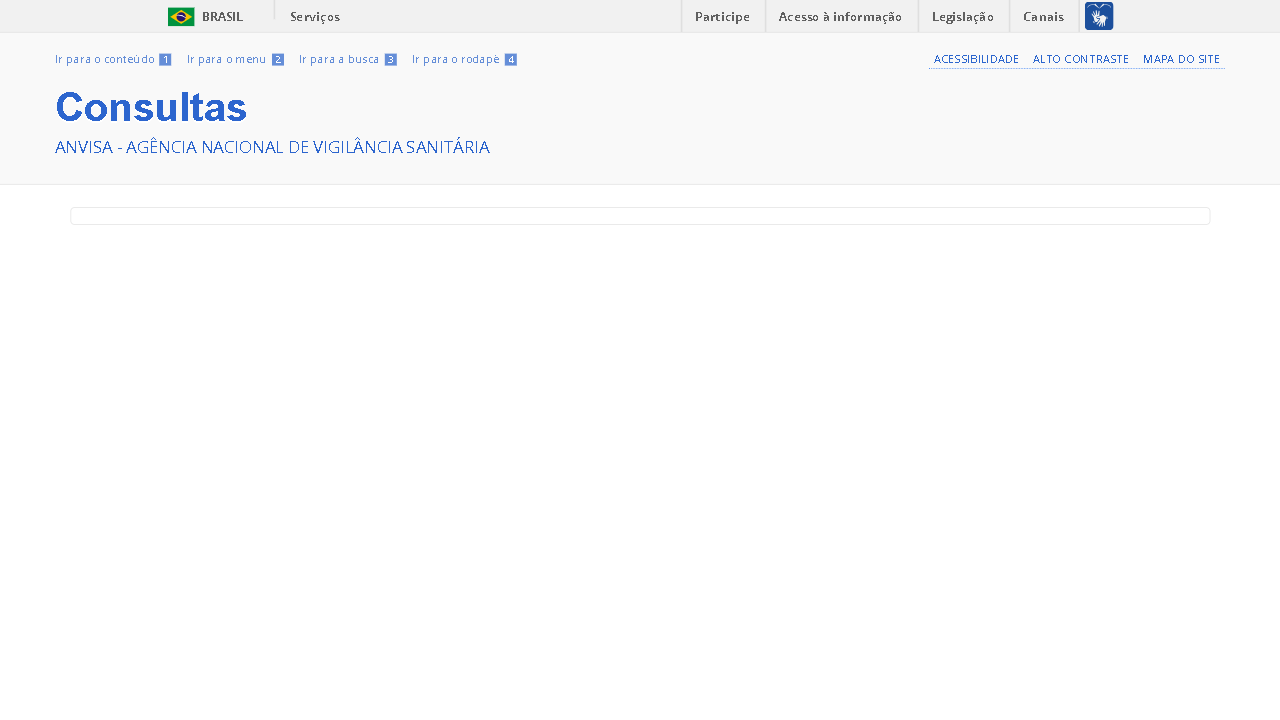 BRASIL Serviços Participe Acesso à informação Legislação Canais
Ir para o conteúdo 1 Ir para o menu 2 Ir para a busca 3 Ir para o rodapé 4 ACESSIBILIDADE ALTO CONTRASTE MAPA DO SITE
Consultas
ANVISA - AGÊNCIA NACIONAL DE VIGILÂNCIA SANITÁRIA